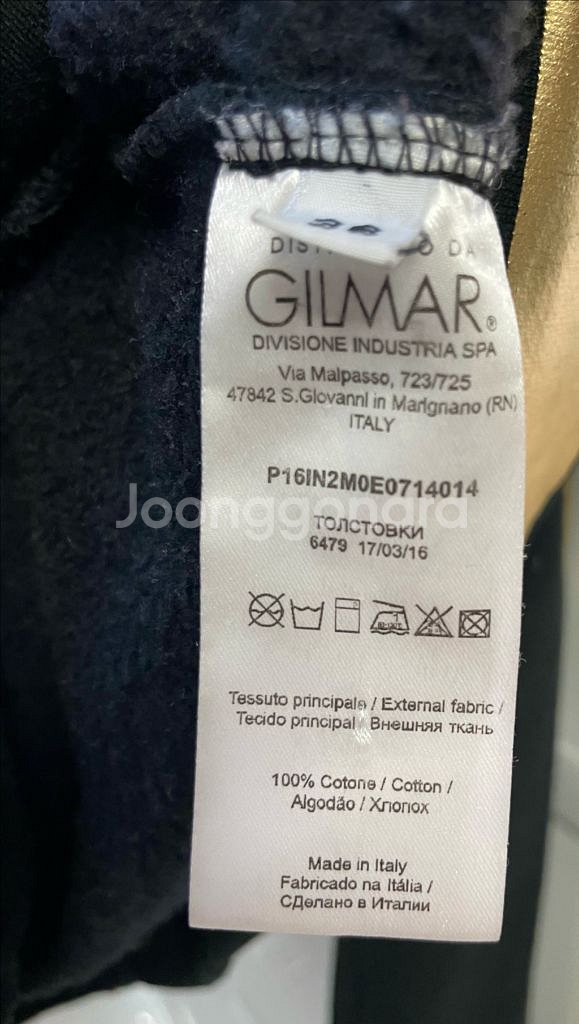 DA
GILMAR®
DIVISIONE INDUSTRIA SPA
Via Malpasso, 723/725
47842 S.Giovanni in Marignano (RN)
ITALY
P16IN2M0E0714014
Joonggonara
ТОЛСТОВКИ
6479 17/03/16
Tessuto principale / External fabric /
Tecido principal / Внешняя ткань
100% Cotone / Cotton /
Algodão / Хлопок
Made in Italy
Fabricado na Itália /
СДелано в Италии